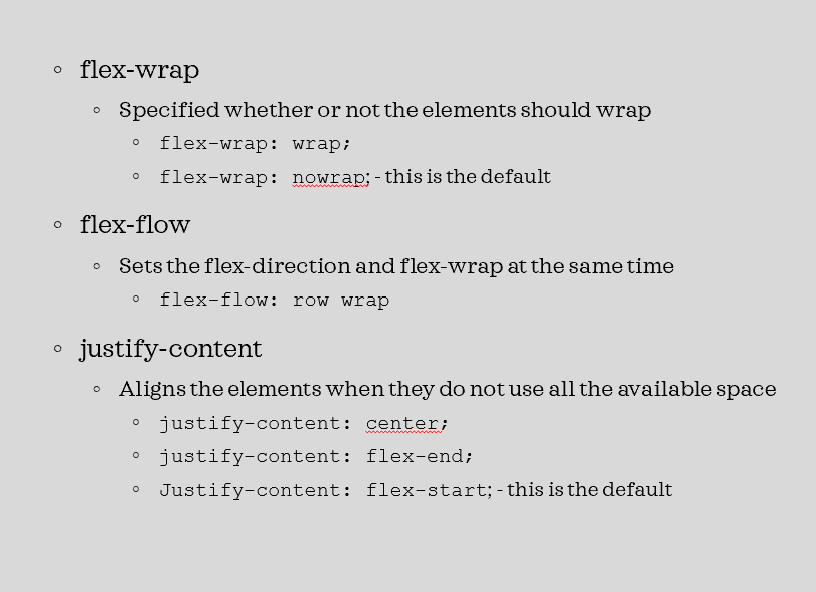 flex-wrap
Specified whether or not the elements should wrap
flex-wrap: wrap;
flex-wrap: nowrap; - this is the default
flex-flow
Sets the flex-direction and flex-wrap at the same time
flex-flow: row wrap
justify-content
Aligns the elements when they do not use all the available space
justify-content: center;
justify-content: flex-end;
Justify-content: flex-start; - this is the default